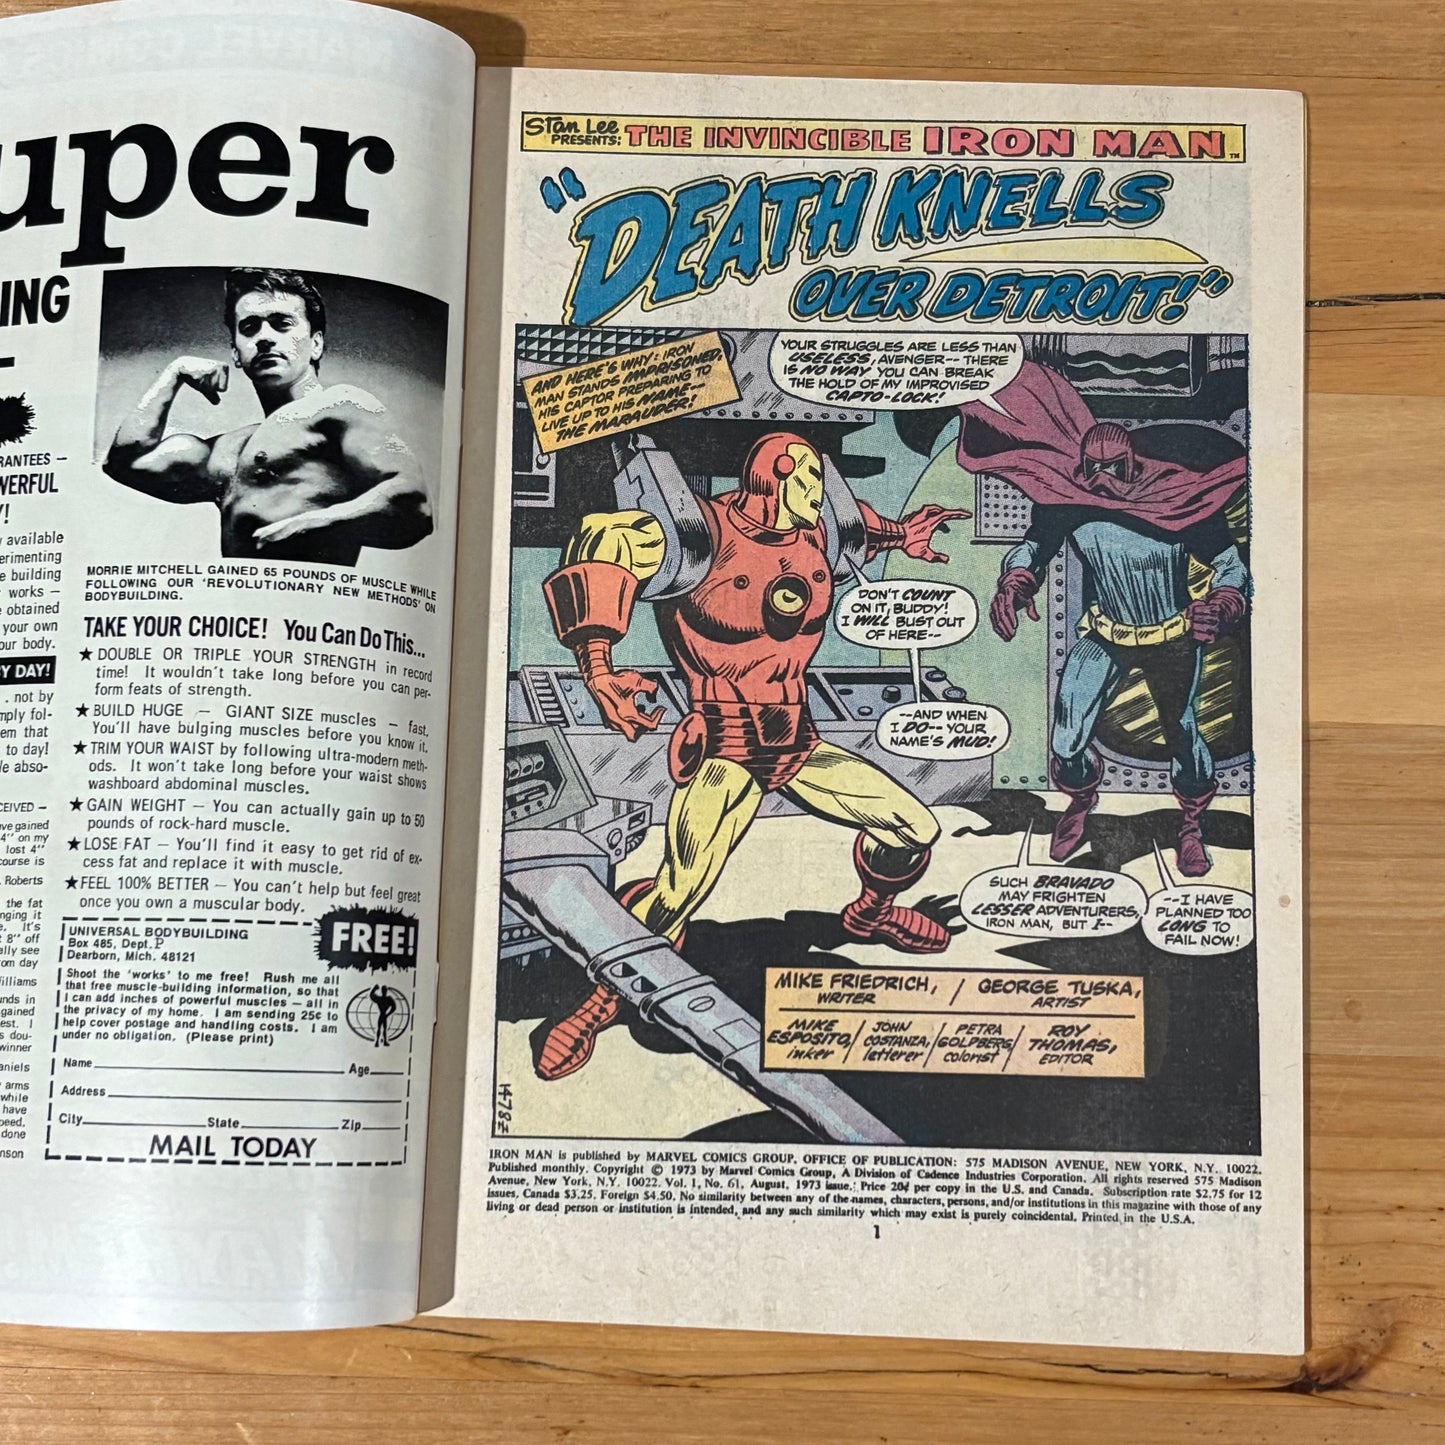 uper
ING
RANTEES –
WERFUL
Y!
available
erimenting
e building
works –
obtained
your own
our body.
Y DAY!
. not by
mply fol-
em that
to day!
le abso-
CEIVED –
ve gained
4'' on my
lost 4''
course is
. Roberts
the fat
nging it
e. It's
t 8'' off
ally see
om day
illiams
unds in
gained
est. I
s dou-
winner
aniels
arms
while
have
peed.
done
nson
MORRIE MITCHELL GAINED 65 POUNDS OF MUSCLE WHILE
FOLLOWING OUR 'REVOLUTIONARY NEW METHODS' ON
BODYBUILDING.
TAKE YOUR CHOICE! You Can Do This...
★ DOUBLE OR TRIPLE YOUR STRENGTH in record
time! It wouldn't take long before you can per-
form feats of strength.
★ BUILD HUGE – GIANT SIZE muscles – fast.
You'll have bulging muscles before you know it.
★ TRIM YOUR WAIST by following ultra-modern meth-
ods. It won't take long before your waist shows
washboard abdominal muscles.
★ GAIN WEIGHT – You can actually gain up to 50
pounds of rock-hard muscle.
★ LOSE FAT – You'll find it easy to get rid of ex-
cess fat and replace it with muscle.
★ FEEL 100% BETTER – You can't help but feel great
once you own a muscular body.
UNIVERSAL BODYBUILDING
Box 485, Dept. P
Dearborn, Mich. 48121
FREE!
Shoot the 'works' to me free! Rush me all
that free muscle-building information, so that
I can add inches of powerful muscles – all in
the privacy of my home. I am sending 25¢ to
help cover postage and handling costs. I am
under no obligation. (Please print)
Name Age
Address
City State Zip
MAIL TODAY
Stan Lee
PRESENTS: THE INVINCIBLE IRON MAN TM
"DEATH KNELLS
OVER DETROIT!"
AND HERE'S WHY: IRON
MAN STANDS IMPRISONED,
HIS CAPTOR PREPARING TO
LIVE UP TO HIS NAME--
THE MARAUDER!
YOUR STRUGGLES ARE LESS THAN
USELESS, AVENGER-- THERE
IS NO WAY YOU CAN BREAK
THE HOLD OF MY IMPROVISED
CAPTO-LOCK!
DON'T COUNT
ON IT, BUDDY!
I WILL BUST OUT
OF HERE--
--AND WHEN
I DO-- YOUR
NAME'S MUD!
SUCH BRAVADO
MAY FRIGHTEN
LESSER ADVENTURERS,
IRON MAN, BUT I--
--I HAVE
PLANNED TOO
LONG TO
FAIL NOW!
MIKE FRIEDRICH, / GEORGE TUSKA,
WRITER ARTIST
MIKE ESPOSITO, inker / JOHN COSTANZA, letterer / PETRA GOLDBERG colorist / ROY THOMAS, EDITOR
1478Z
IRON MAN is published by MARVEL COMICS GROUP. OFFICE OF PUBLICATION: 575 MADISON AVENUE, NEW YORK, N.Y. 10022.
Published monthly. Copyright © 1973 by Marvel Comics Group, A Division of Cadence Industries Corporation. All rights reserved 575 Madison
Avenue, New York, N.Y. 10022. Vol. 1, No. 61, August, 1973 issue. Price 20¢ per copy in the U.S. and Canada. Subscription rate $2.75 for 12
issues, Canada $3.25. Foreign $4.50. No similarity between any of the names, characters, persons, and/or institutions in this magazine with those of any
living or dead person or institution is intended, and any such similarity which may exist is purely coincidental. Printed in the U.S.A.
1